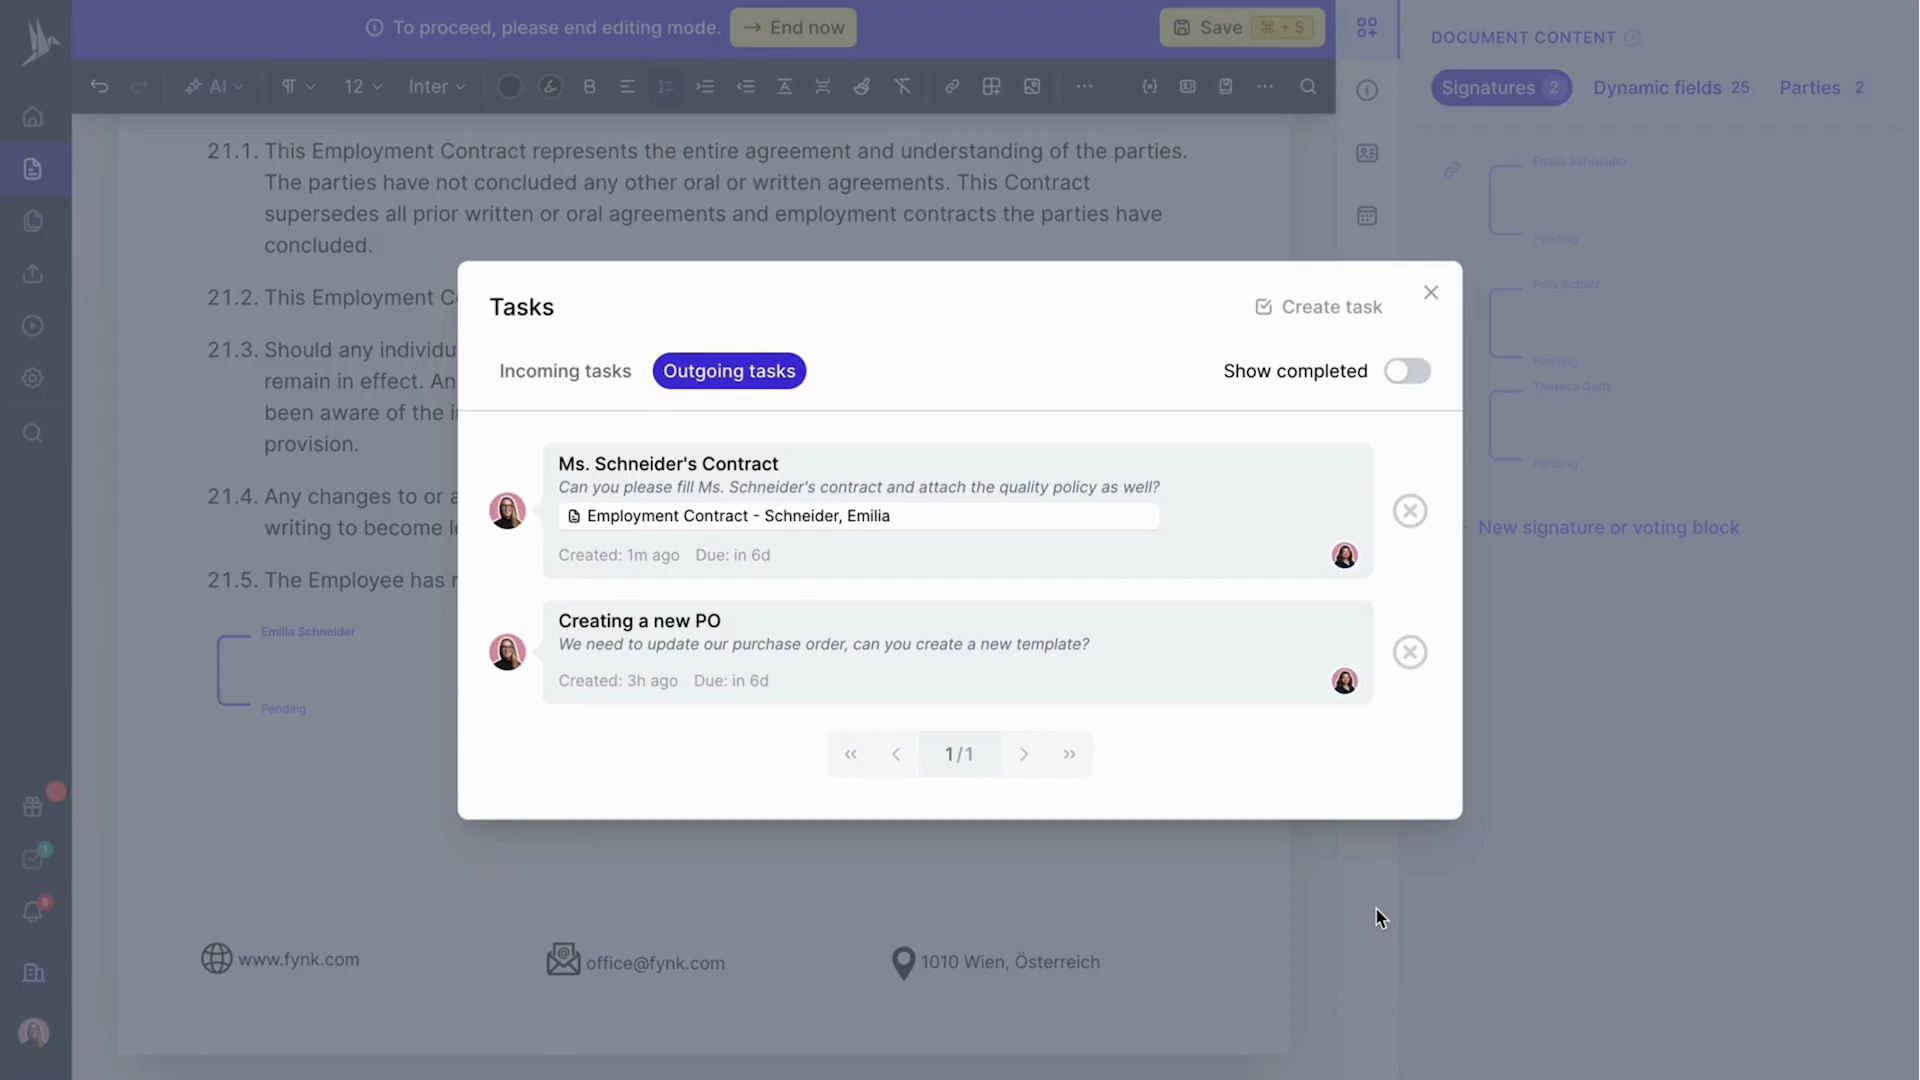 To proceed, please end editing mode. → End now
Save ⌘ + S
AI 12 Inter
DOCUMENT CONTENT
Signatures 2 Dynamic fields 25 Parties 2
21.1. This Employment Contract represents the entire agreement and understanding of the parties.
The parties have not concluded any other oral or written agreements. This Contract
supersedes all prior written or oral agreements and employment contracts the parties have
concluded.
21.2. This Employment C
21.3. Should any individu
remain in effect. An
been aware of the i
provision.
21.4. Any changes to or a
writing to become l
21.5. The Employee has r
Emilia Schneider
Pending
www.fynk.com
office@fynk.com
1010 Wien, Österreich
Tasks
Create task
Incoming tasks
Outgoing tasks
Show completed
Ms. Schneider's Contract
Can you please fill Ms. Schneider's contract and attach the quality policy as well?
Employment Contract - Schneider, Emilia
Created: 1m ago Due: in 6d
Creating a new PO
We need to update our purchase order, can you create a new template?
Created: 3h ago Due: in 6d
« < 1/1 > »
Emilia Schneider
Pending
Felix Scholz
Pending
Theresa Quitt
Pending
New signature or voting block
1
8